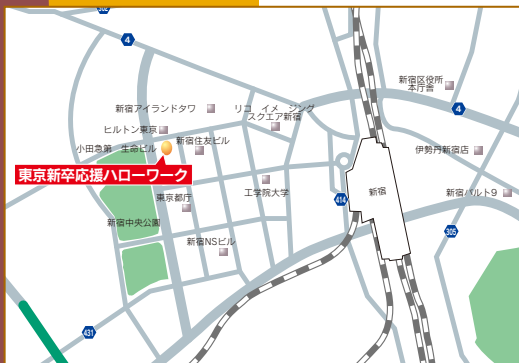 302
4
新宿区役所
本庁舎
新宿アイランドタワ
リコ イメ ジング
スクエア新宿
4
ヒルトン東京
小田急第 生命ビル
新宿住友ビル
伊勢丹新宿店
東京新卒応援ハローワーク
工学院大学
新宿
新宿バルト9
東京都庁
414
新宿中央公園
305
新宿NSビル
431